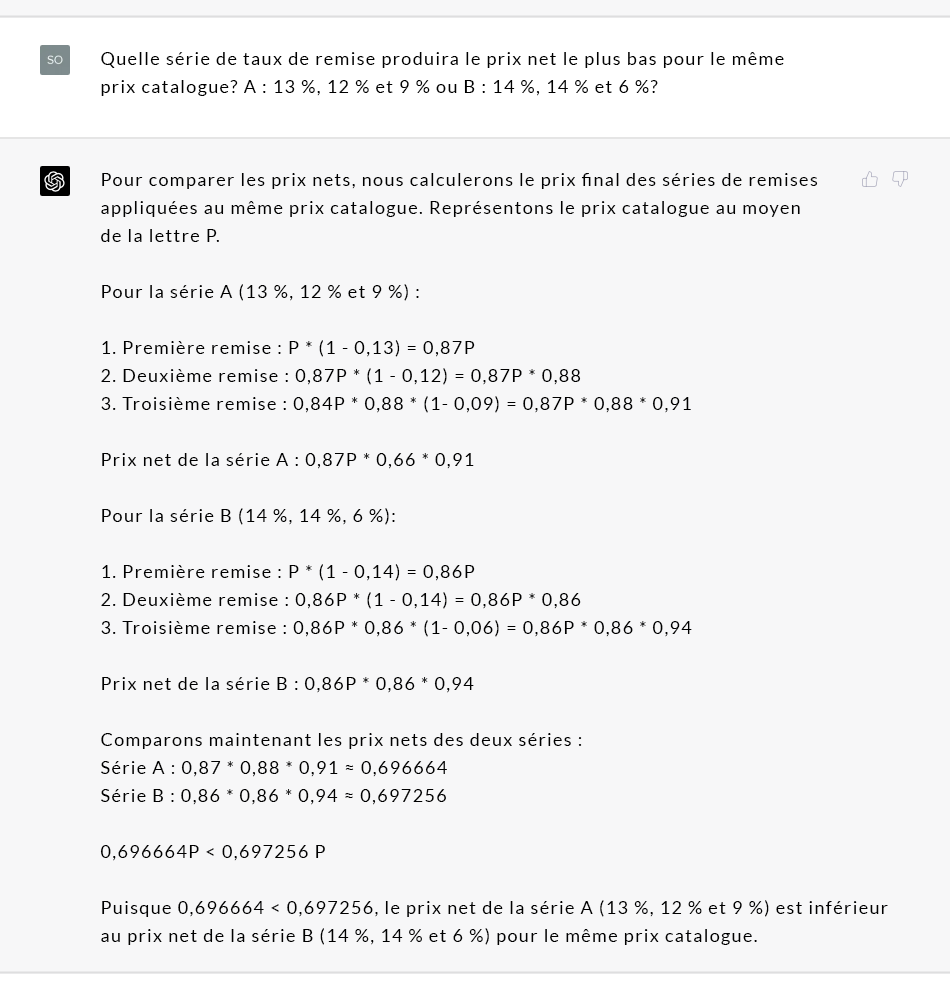 SO
Quelle série de taux de remise produira le prix net le plus bas pour le même
prix catalogue? A : 13 %, 12 % et 9 % ou B : 14 %, 14 % et 6 %?
Pour comparer les prix nets, nous calculerons le prix final des séries de remises
appliquées au même prix catalogue. Représentons le prix catalogue au moyen
de la lettre P.
Pour la série A (13 %, 12 % et 9 %) :
1. Première remise : P * (1 - 0,13) = 0,87P
2. Deuxième remise : 0,87P * (1 - 0,12) = 0,87P * 0,88
3. Troisième remise : 0,84P * 0,88 * (1- 0,09) = 0,87P * 0,88 * 0,91
Prix net de la série A : 0,87P * 0,66 * 0,91
Pour la série B (14 %, 14 %, 6 %):
1. Première remise : P * (1 - 0,14) = 0,86P
2. Deuxième remise : 0,86P * (1 - 0,14) = 0,86P * 0,86
3. Troisième remise : 0,86P * 0,86 * (1- 0,06) = 0,86P * 0,86 * 0,94
Prix net de la série B : 0,86P * 0,86 * 0,94
Comparons maintenant les prix nets des deux séries :
Série A : 0,87 * 0,88 * 0,91 ≈ 0,696664
Série B : 0,86 * 0,86 * 0,94 ≈ 0,697256
0,696664P < 0,697256 P
Puisque 0,696664 < 0,697256, le prix net de la série A (13 %, 12 % et 9 %) est inférieur
au prix net de la série B (14 %, 14 % et 6 %) pour le même prix catalogue.